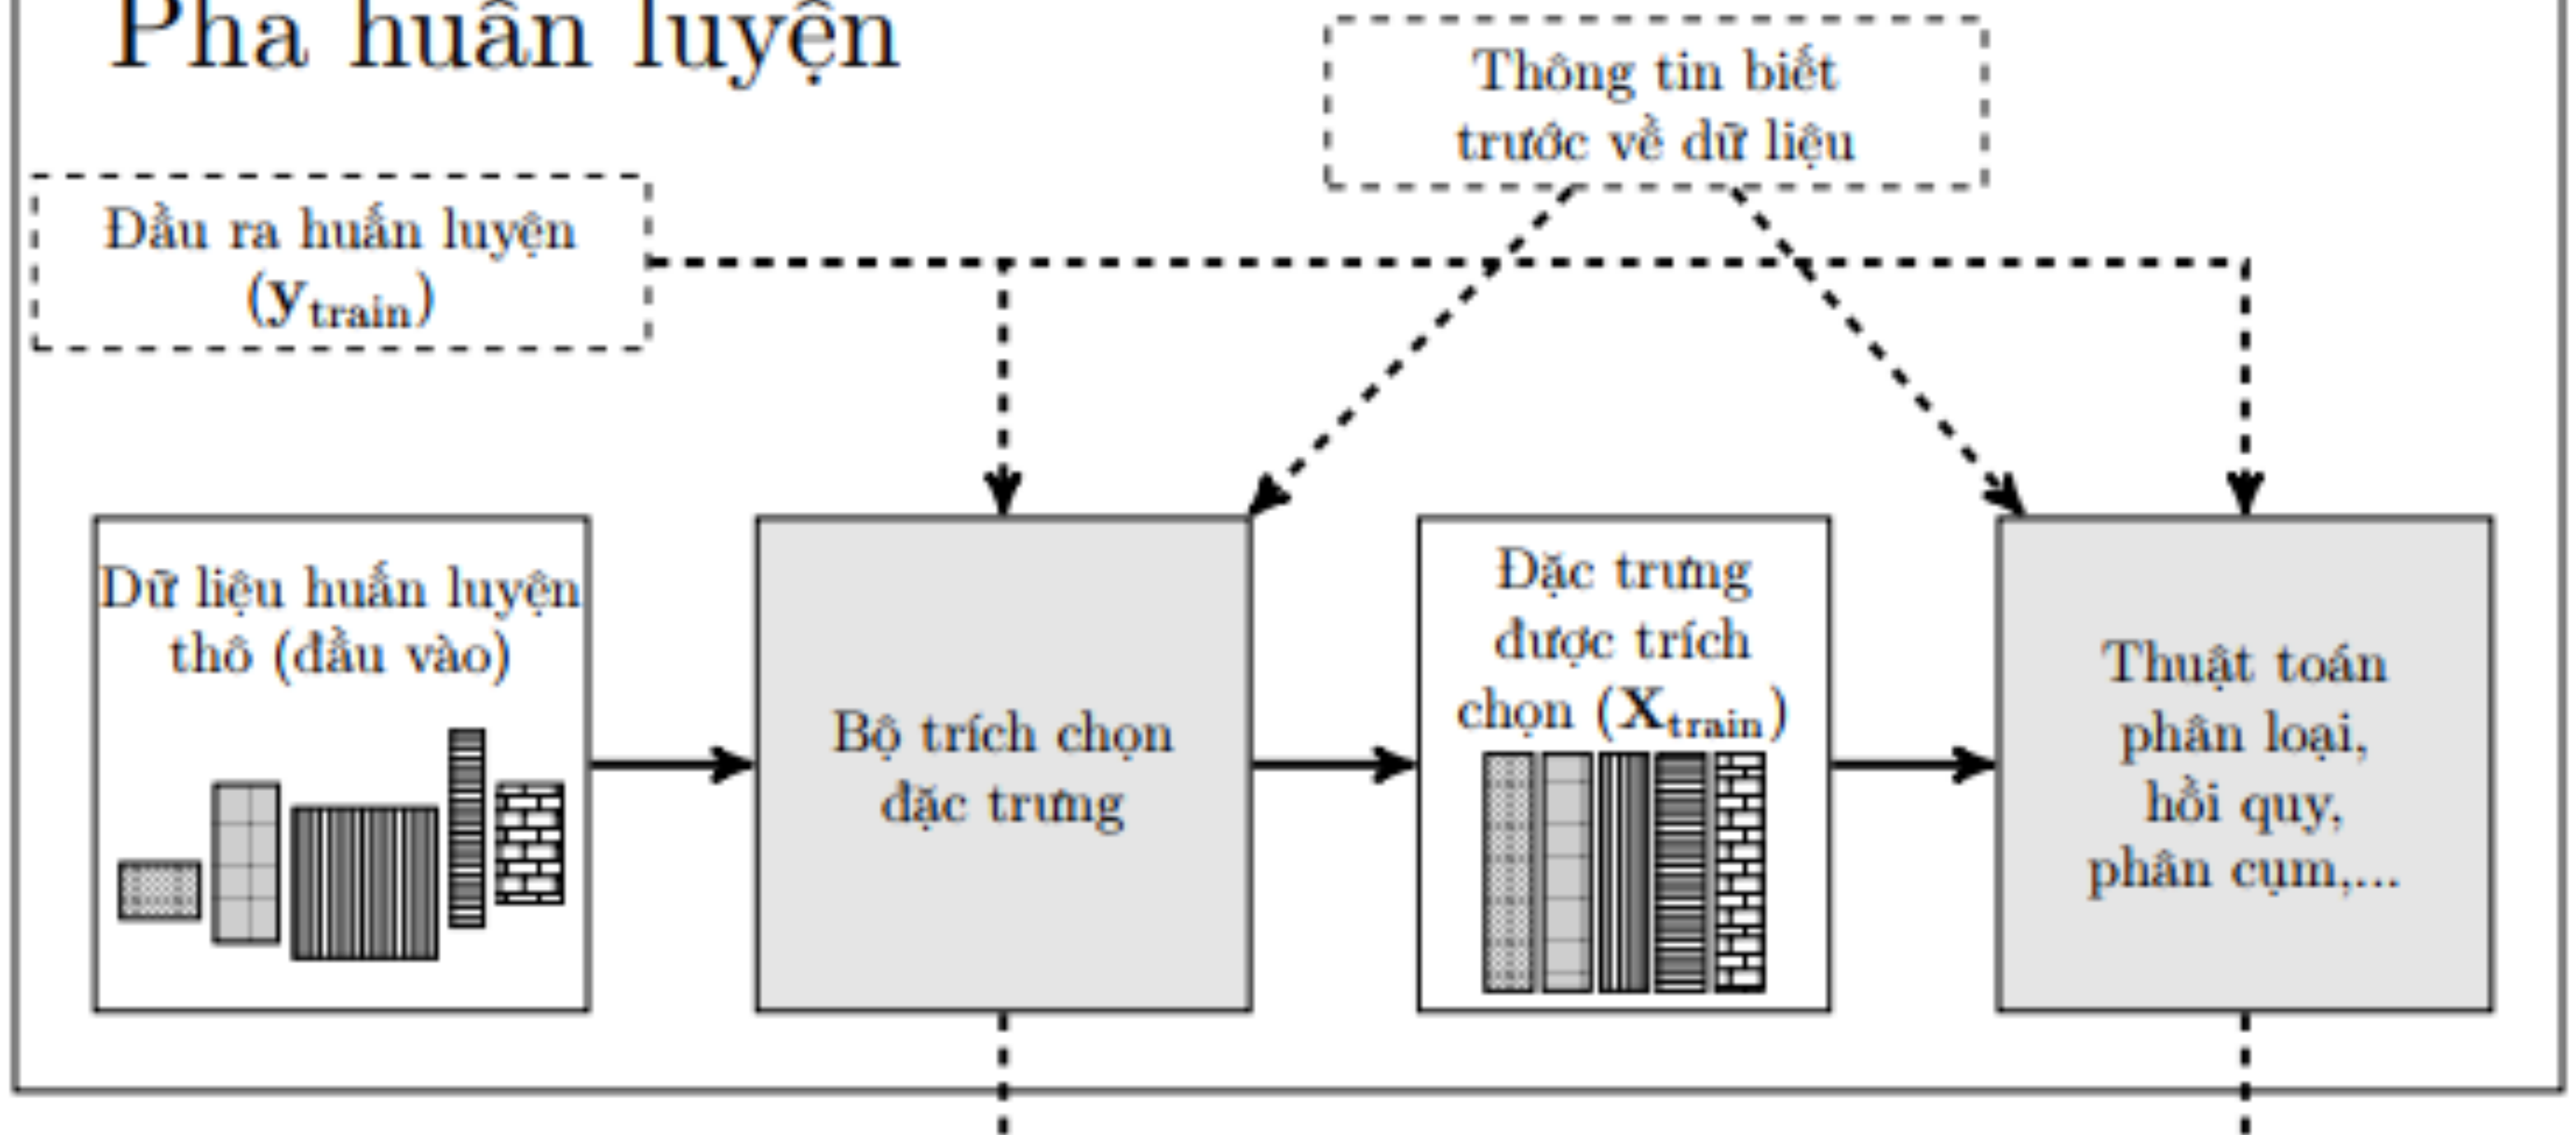 Pha huấn luyện
Thông tin biết
trước về dữ liệu
Đầu ra huấn luyện
(y_train)
Dữ liệu huấn luyện
thô (đầu vào)
Bộ trích chọn
đặc trưng
Đặc trưng
được trích
chọn (X_train)
Thuật toán
phân loại,
hồi quy,
phân cụm,...